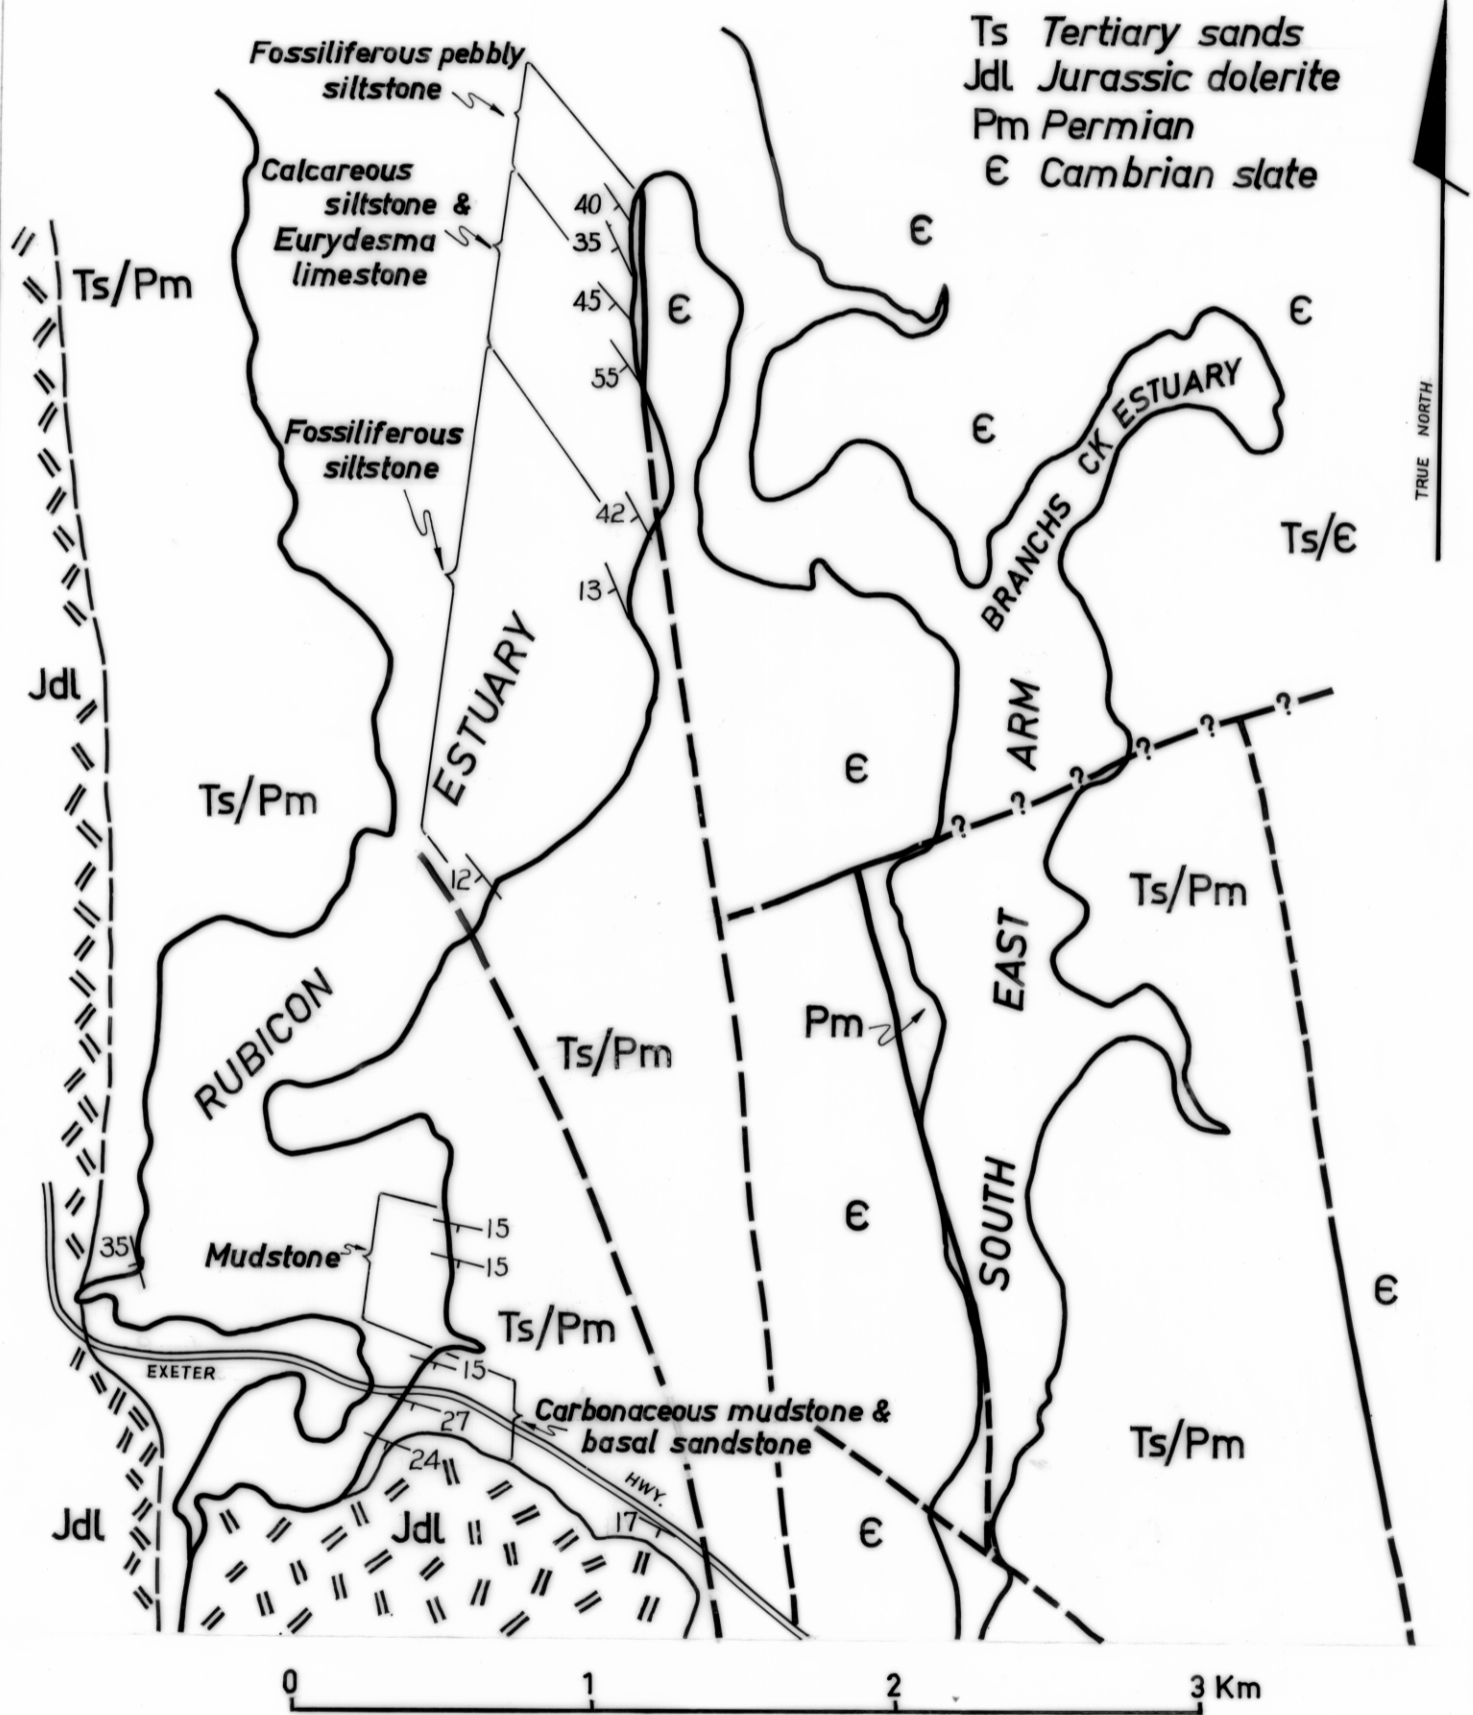 Ts Tertiary sands
Jdl Jurassic dolerite
Pm Permian
Є Cambrian slate
TRUE NORTH
Fossiliferous pebbly
siltstone
Calcareous
siltstone &
Eurydesma
limestone
Fossiliferous
siltstone
40
35
45
55
42
13
12
Є
Є
Є
Є
Ts/Pm
Ts/Є
BRANCHS CK ESTUARY
Jdl
Ts/Pm
RUBICON ESTUARY
Є
? ? ? ? ? ?
SOUTH EAST ARM
Ts/Pm
Pm
Ts/Pm
Є
35
Mudstone
15
15
Ts/Pm
Є
EXETER HWY.
15
27
24
Carbonaceous mudstone &
basal sandstone
17
Ts/Pm
Jdl
Jdl
Є
0 1 2 3 Km